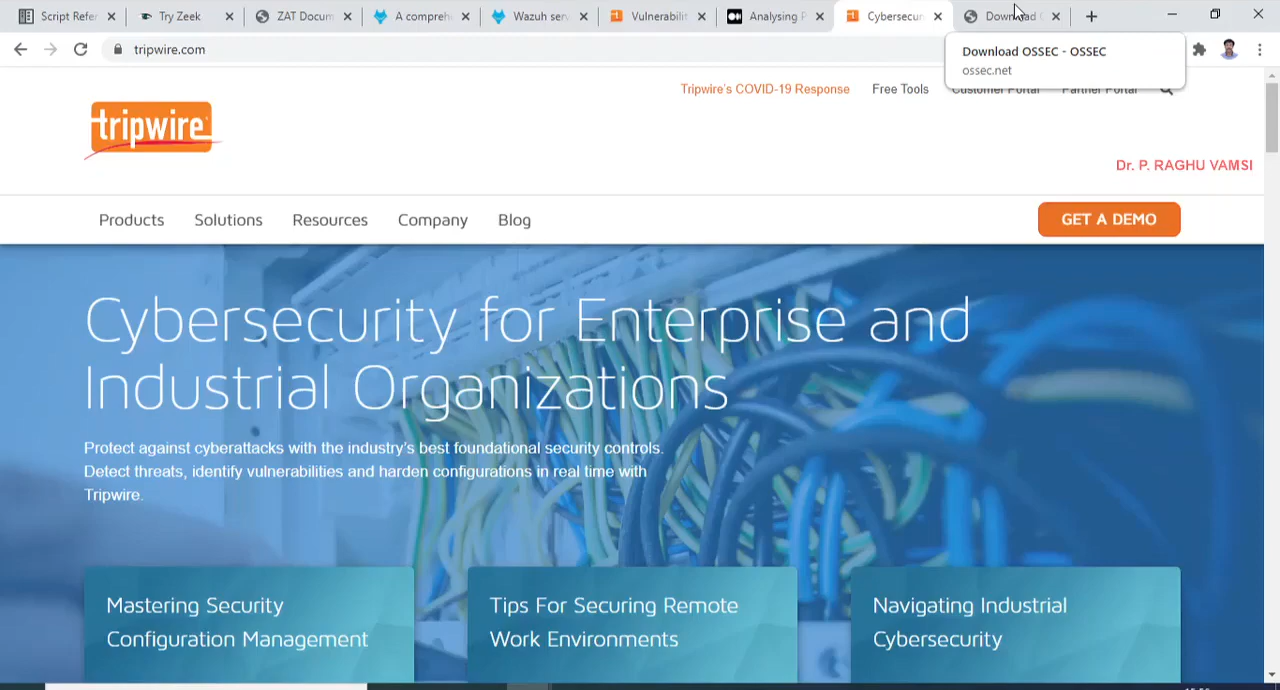 Script Refer
Try Zeek
ZAT Docum
A compreh
Wazuh serv
Vulnerabilit
Analysing P
Cybersecur
Download
tripwire.com
Download OSSEC - OSSEC
ossec.net
Tripwire's COVID-19 Response
Free Tools
Customer Portal
Partner Portal
tripwire
Dr. P. RAGHU VAMSI
Products
Solutions
Resources
Company
Blog
GET A DEMO
Cybersecurity for Enterprise and
Industrial Organizations
Protect against cyberattacks with the industry's best foundational security controls.
Detect threats, identify vulnerabilities and harden configurations in real time with
Tripwire.
Mastering Security
Configuration Management
Tips For Securing Remote
Work Environments
Navigating Industrial
Cybersecurity